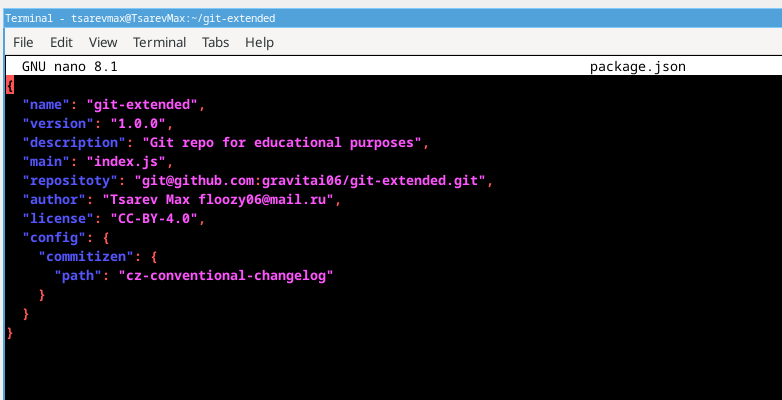 Terminal - tsarevmax@TsarevMax:~/git-extended
File Edit View Terminal Tabs Help
GNU nano 8.1 package.json
{
  "name": "git-extended",
  "version": "1.0.0",
  "description": "Git repo for educational purposes",
  "main": "index.js",
  "repositoty": "git@github.com:gravitai06/git-extended.git",
  "author": "Tsarev Max floozy06@mail.ru",
  "license": "CC-BY-4.0",
  "config": {
    "commitizen": {
      "path": "cz-conventional-changelog"
    }
  }
}